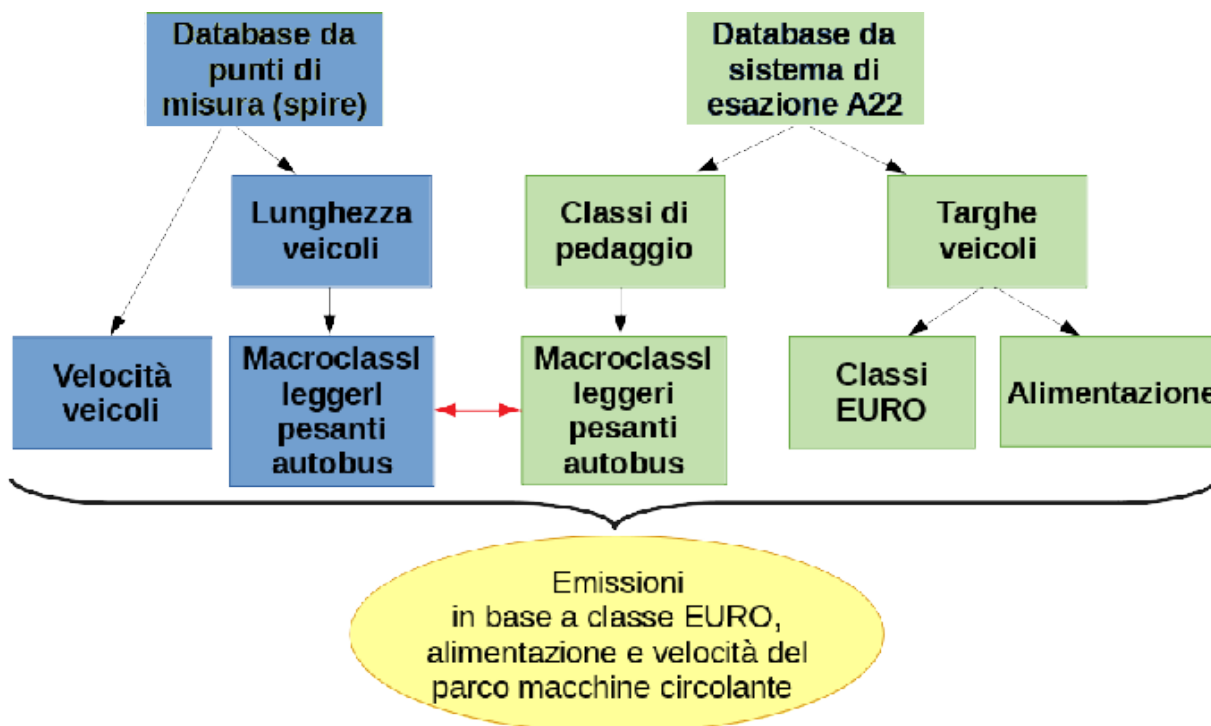 Database da
punti di
misura (spire)
Database da
sistema di
esazione A22
Lunghezza
veicoli
Classi di
pedaggio
Targhe
veicoli
Velocità
veicoli
MacroclassI
leggerI
pesanti
autobus
MacroclassI
leggeri
pesanti
autobus
Classi
EURO
Alimentazione
Emissioni
in base a classe EURO,
alimentazione e velocità del
parco macchine circolante